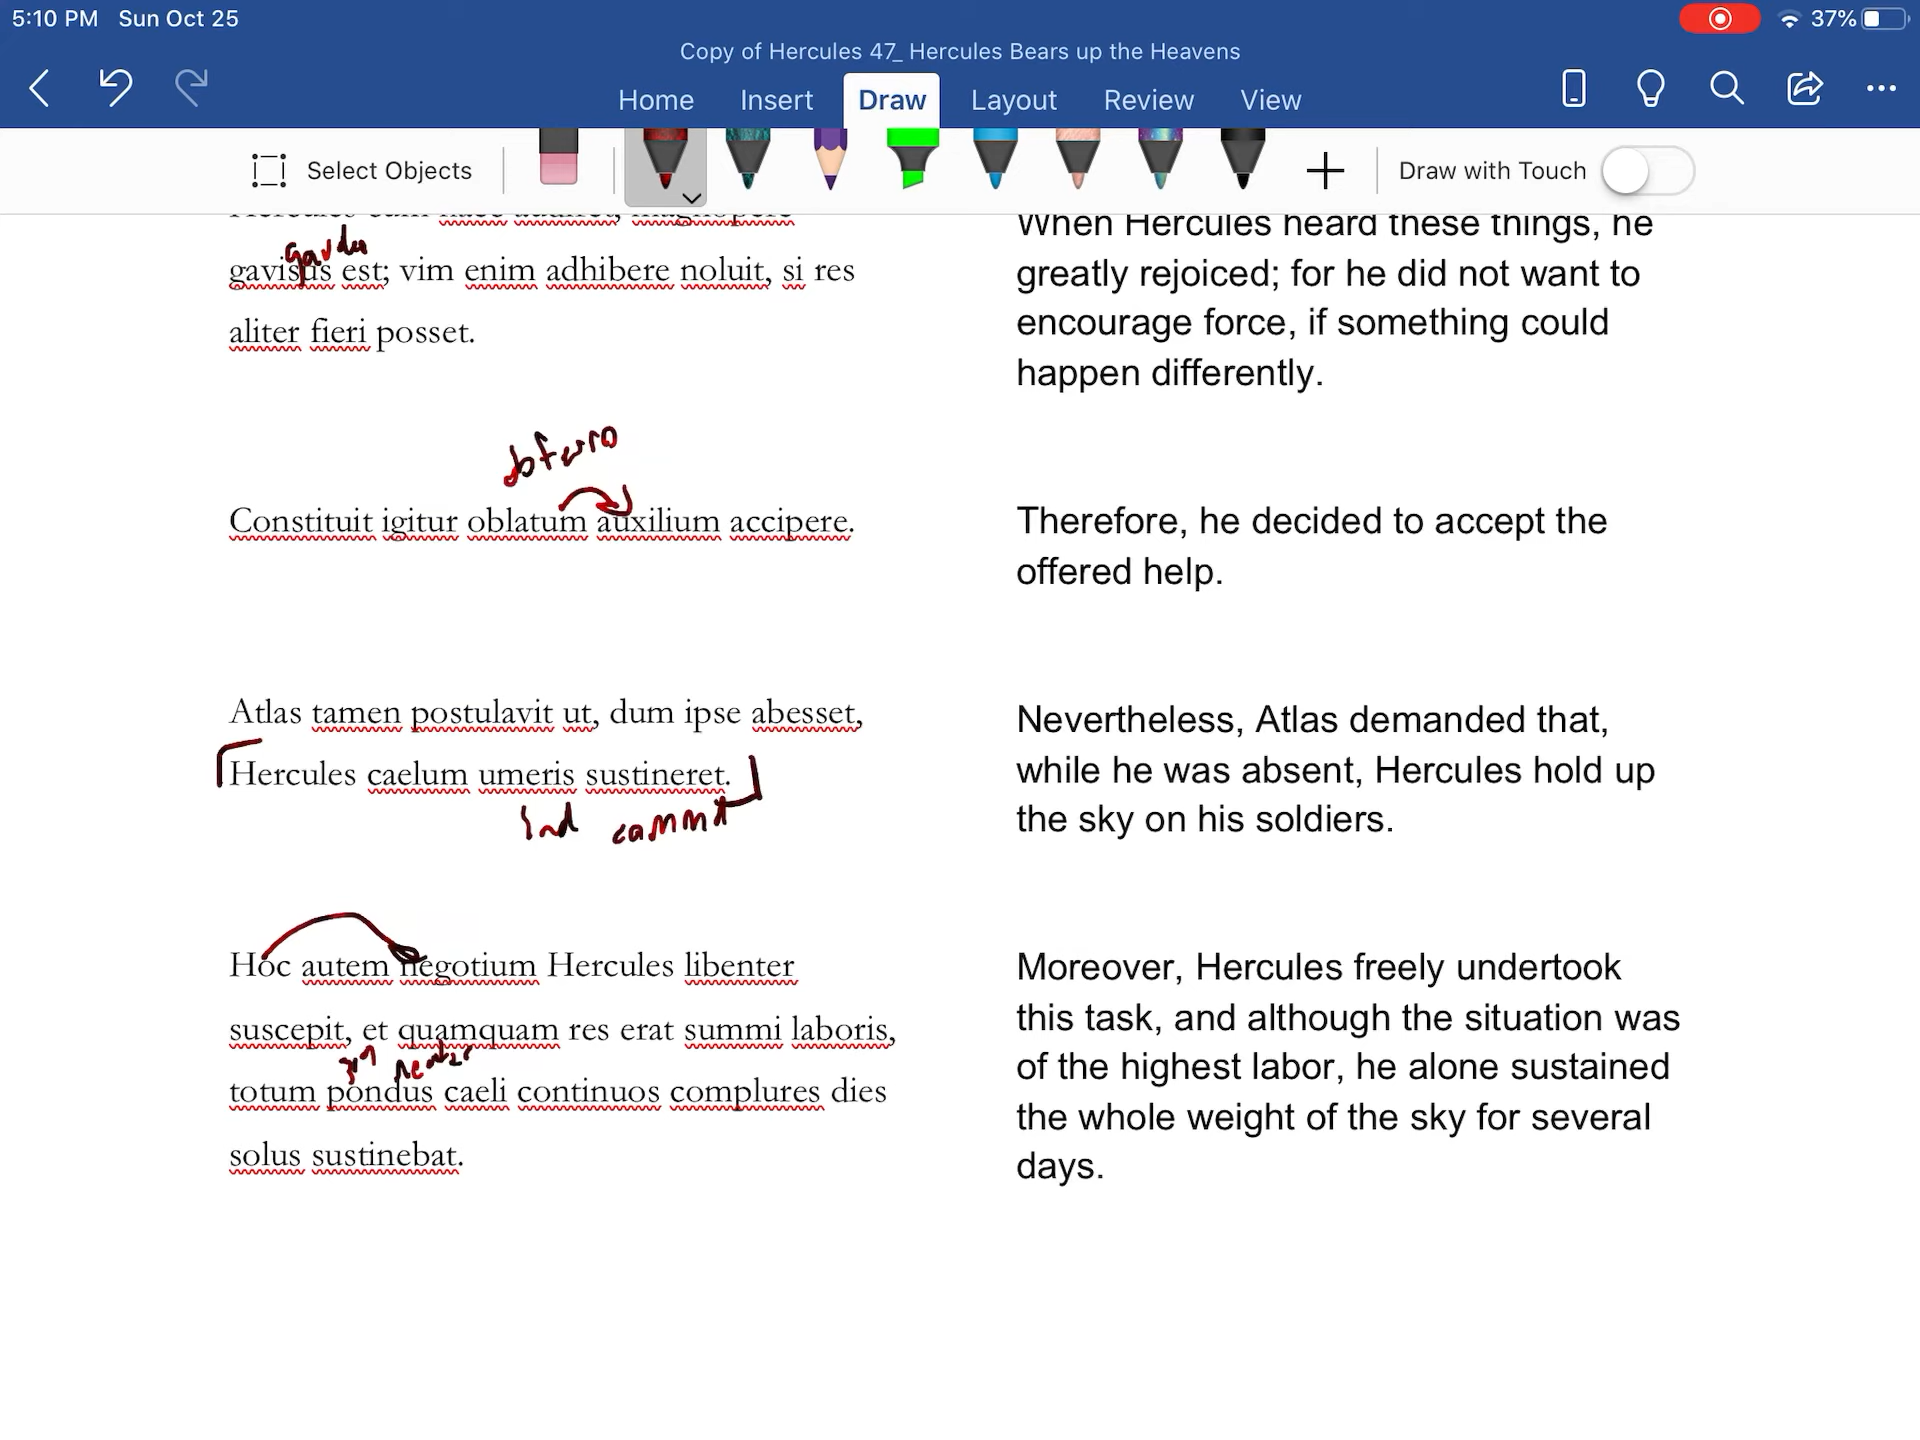 5:10 PM Sun Oct 25
37%
Copy of Hercules 47_ Hercules Bears up the Heavens
Home Insert Draw Layout Review View
Select Objects
Draw with Touch
Hercules cum haec audiret, magnopere
gavisus est; vim enim adhibere noluit, si res
aliter fieri posset.
When Hercules heard these things, he
greatly rejoiced; for he did not want to
encourage force, if something could
happen differently.
obferro
Constituit igitur oblatum auxilium accipere.
Therefore, he decided to accept the
offered help.
Atlas tamen postulavit ut, dum ipse abesset,
Hercules caelum umeris sustineret.
Ind
Nevertheless, Atlas demanded that,
while he was absent, Hercules hold up
the sky on his soldiers.
Hoc autem negotium Hercules libenter
suscepit, et quamquam res erat summi laboris,
3rd neuter
totum pondus caeli continuos complures dies
solus sustinebat.
Moreover, Hercules freely undertook
this task, and although the situation was
of the highest labor, he alone sustained
the whole weight of the sky for several
days.